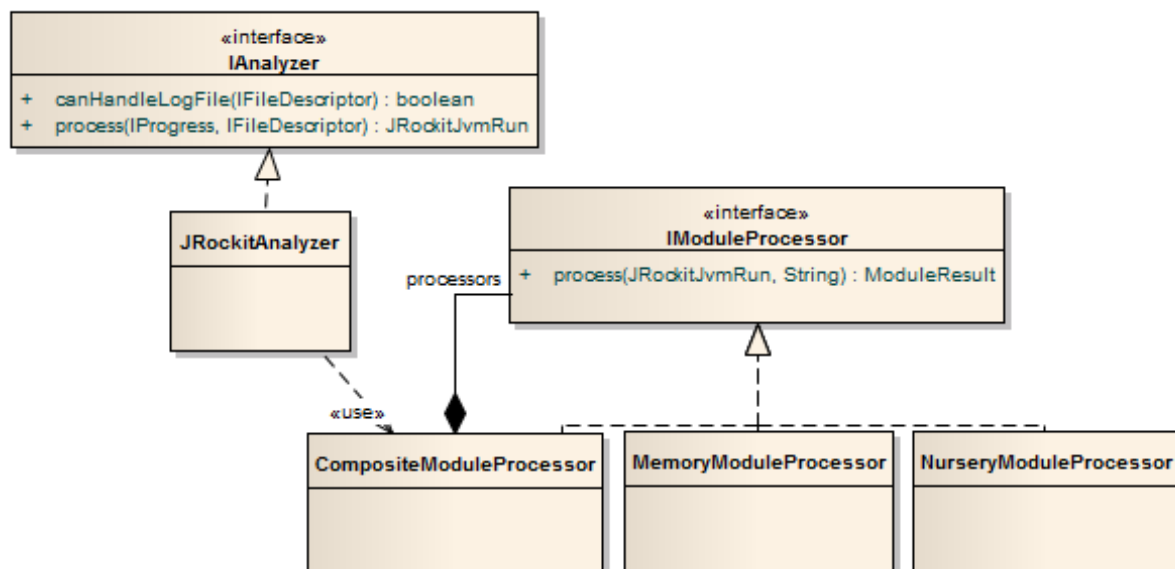 «interface»
IAnalyzer
+ canHandleLogFile(IFileDescriptor) : boolean
+ process(IProgress, IFileDescriptor) : JRockitJvmRun
JRockitAnalyzer
«interface»
IModuleProcessor
processors
+ process(JRockitJvmRun, String) : ModuleResult
«use»
CompositeModuleProcessor
MemoryModuleProcessor
NurseryModuleProcessor